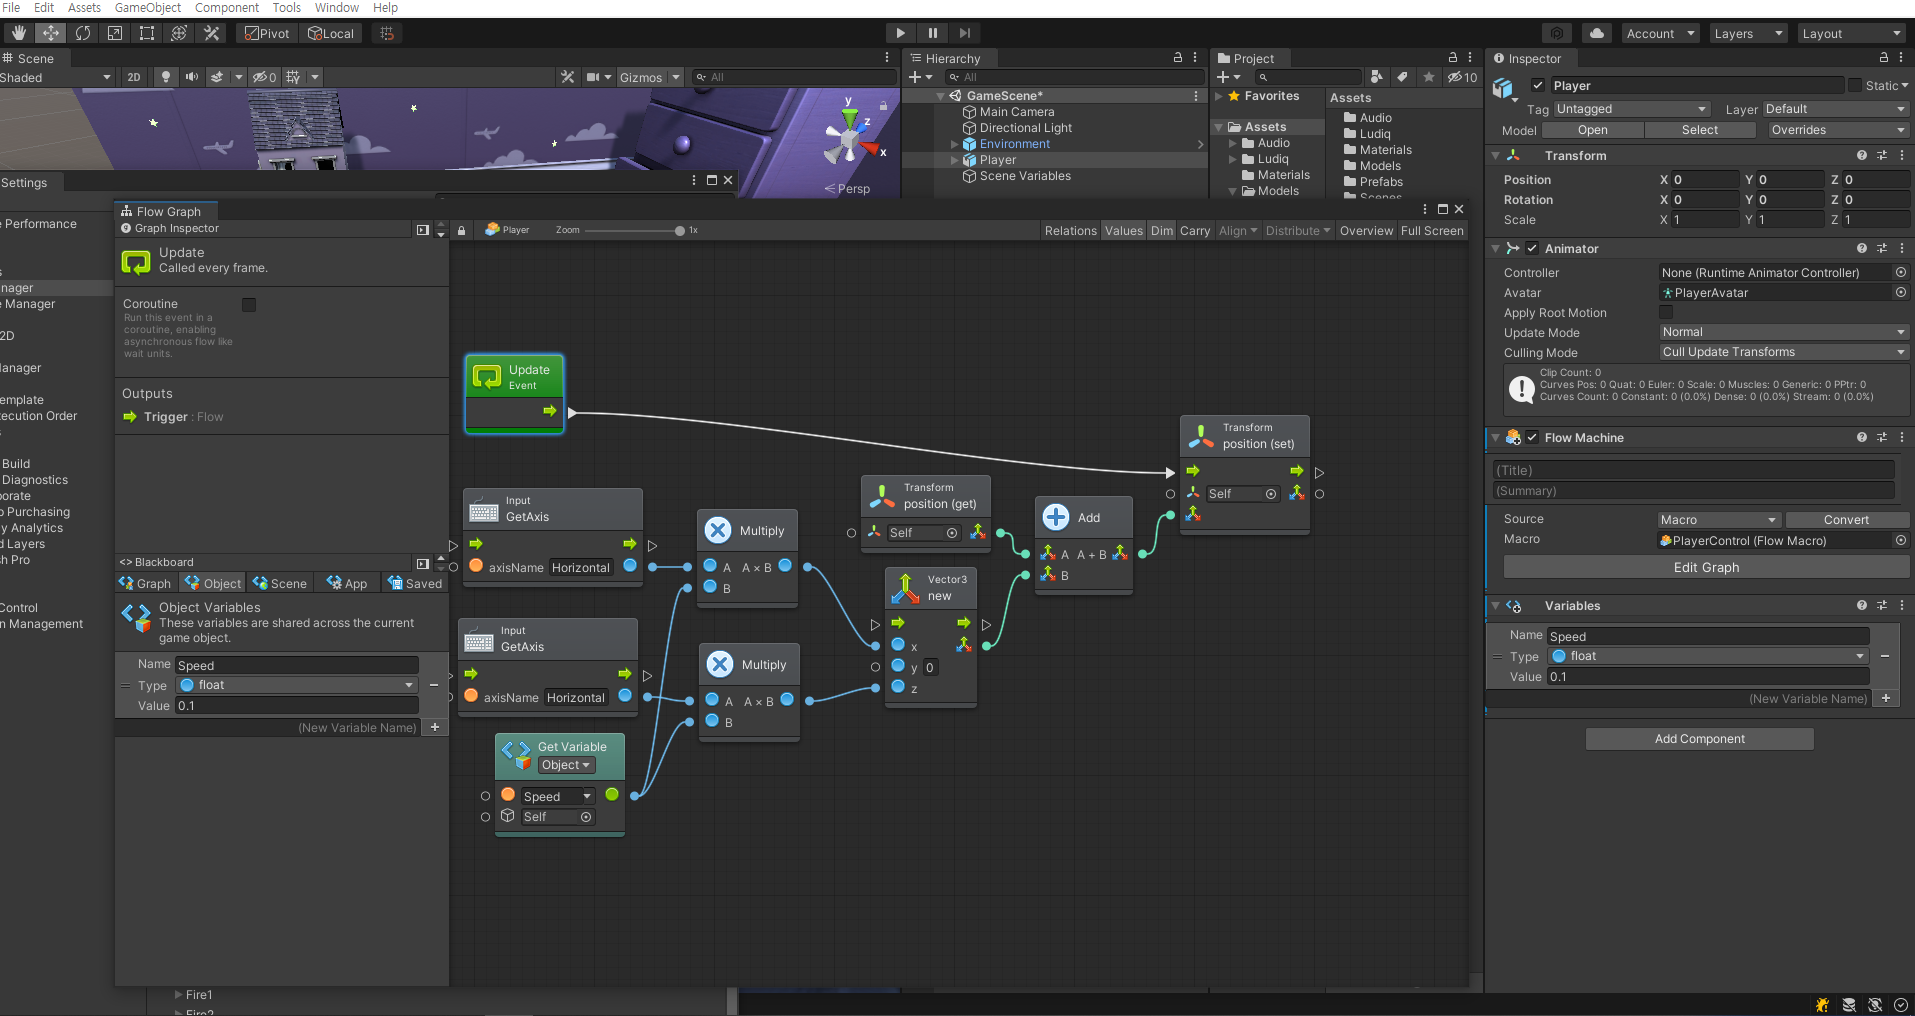 File Edit Assets GameObject Component Tools Window Help
Pivot Local Account Layers Layout
Scene
Shaded 2D 0 Gizmos All
Persp
Hierarchy
All
GameScene*
Main Camera
Directional Light
Environment
Player
Scene Variables
Project
10
Favorites
Assets
Audio
Ludiq
Materials
Models
Assets
Audio
Ludiq
Materials
Models
Prefabs
Scenes
Settings
e Performance
s
nager
e Manager
2D
anager
emplate
ecution Order
s
Build
Diagnostics
orate
p Purchasing
y Analytics
d Layers
sh Pro
Control
n Management
Fire1
Fire2
Flow Graph
Graph Inspector
Player Zoom 1x Relations Values Dim Carry Align Distribute Overview Full Screen
Update
Called every frame.
Coroutine
Run this event in a
coroutine, enabling
asynchronous flow like
wait units.
Outputs
Trigger : Flow
<> Blackboard
Graph Object Scene App Saved
Object Variables
These variables are shared across the current
game object.
Name Speed
Type float
Value 0.1
(New Variable Name)
Update
Event
Input
GetAxis
axisName Horizontal
Input
GetAxis
axisName Horizontal
Get Variable
Object
Speed
Self
Multiply
A A × B
B
Multiply
A A × B
B
Transform
position (get)
Self
Vector3
new
x
y 0
z
Add
A A + B
B
Transform
position (set)
Self
Inspector
Player Static
Tag Untagged Layer Default
Model Open Select Overrides
Transform
Position X 0 Y 0 Z 0
Rotation X 0 Y 0 Z 0
Scale X 1 Y 1 Z 1
Animator
Controller None (Runtime Animator Controller)
Avatar PlayerAvatar
Apply Root Motion
Update Mode Normal
Culling Mode Cull Update Transforms
Clip Count: 0
Curves Pos: 0 Quat: 0 Euler: 0 Scale: 0 Muscles: 0 Generic: 0 PPtr: 0
Curves Count: 0 Constant: 0 (0.0%) Dense: 0 (0.0%) Stream: 0 (0.0%)
Flow Machine
(Title)
(Summary)
Source Macro Convert
Macro PlayerControl (Flow Macro)
Edit Graph
Variables
Name Speed
Type float
Value 0.1
(New Variable Name)
Add Component
y
z
x